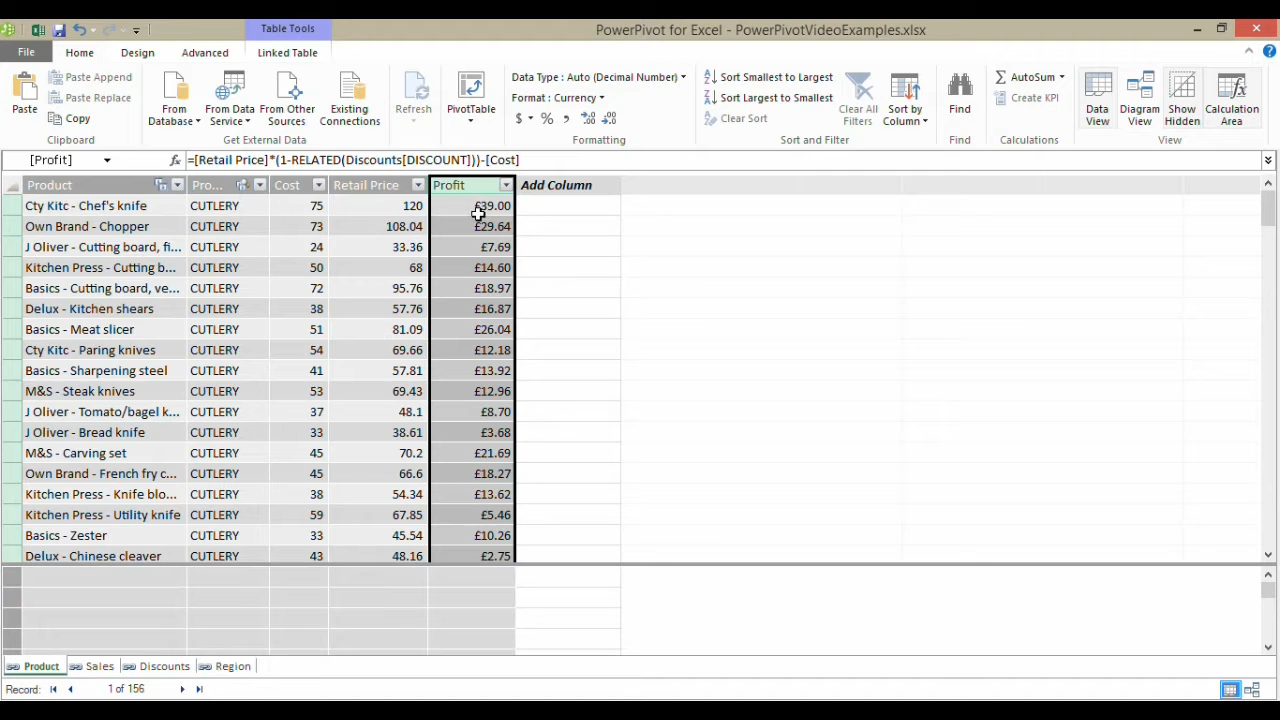 Table Tools
PowerPivot for Excel - PowerPivotVideoExamples.xlsx
File Home Design Advanced Linked Table
Paste
Paste Append
Paste Replace
Copy
Clipboard
From Database
From Data Service
From Other Sources
Existing Connections
Get External Data
Refresh
PivotTable
Data Type : Auto (Decimal Number)
Format : Currency
$ % , .00 .00
Formatting
Sort Smallest to Largest
Sort Largest to Smallest
Clear Sort
Clear All Filters
Sort by Column
Sort and Filter
Find
Find
AutoSum
Create KPI
Calculations
Data View
Diagram View
Show Hidden
Calculation Area
View
[Profit] fx =[Retail Price]*(1-RELATED(Discounts[DISCOUNT]))-[Cost]
Product Pro... Cost Retail Price Profit Add Column
Cty Kitc - Chef's knife CUTLERY 75 120 £39.00
Own Brand - Chopper CUTLERY 73 108.04 £29.64
J Oliver - Cutting board, fi... CUTLERY 24 33.36 £7.69
Kitchen Press - Cutting b... CUTLERY 50 68 £14.60
Basics - Cutting board, ve... CUTLERY 72 95.76 £18.97
Delux - Kitchen shears CUTLERY 38 57.76 £16.87
Basics - Meat slicer CUTLERY 51 81.09 £26.04
Cty Kitc - Paring knives CUTLERY 54 69.66 £12.18
Basics - Sharpening steel CUTLERY 41 57.81 £13.92
M&S - Steak knives CUTLERY 53 69.43 £12.96
J Oliver - Tomato/bagel k... CUTLERY 37 48.1 £8.70
J Oliver - Bread knife CUTLERY 33 38.61 £3.68
M&S - Carving set CUTLERY 45 70.2 £21.69
Own Brand - French fry c... CUTLERY 45 66.6 £18.27
Kitchen Press - Knife blo... CUTLERY 38 54.34 £13.62
Kitchen Press - Utility knife CUTLERY 59 67.85 £5.46
Basics - Zester CUTLERY 33 45.54 £10.26
Delux - Chinese cleaver CUTLERY 43 48.16 £2.75
Product Sales Discounts Region
Record: 1 of 156